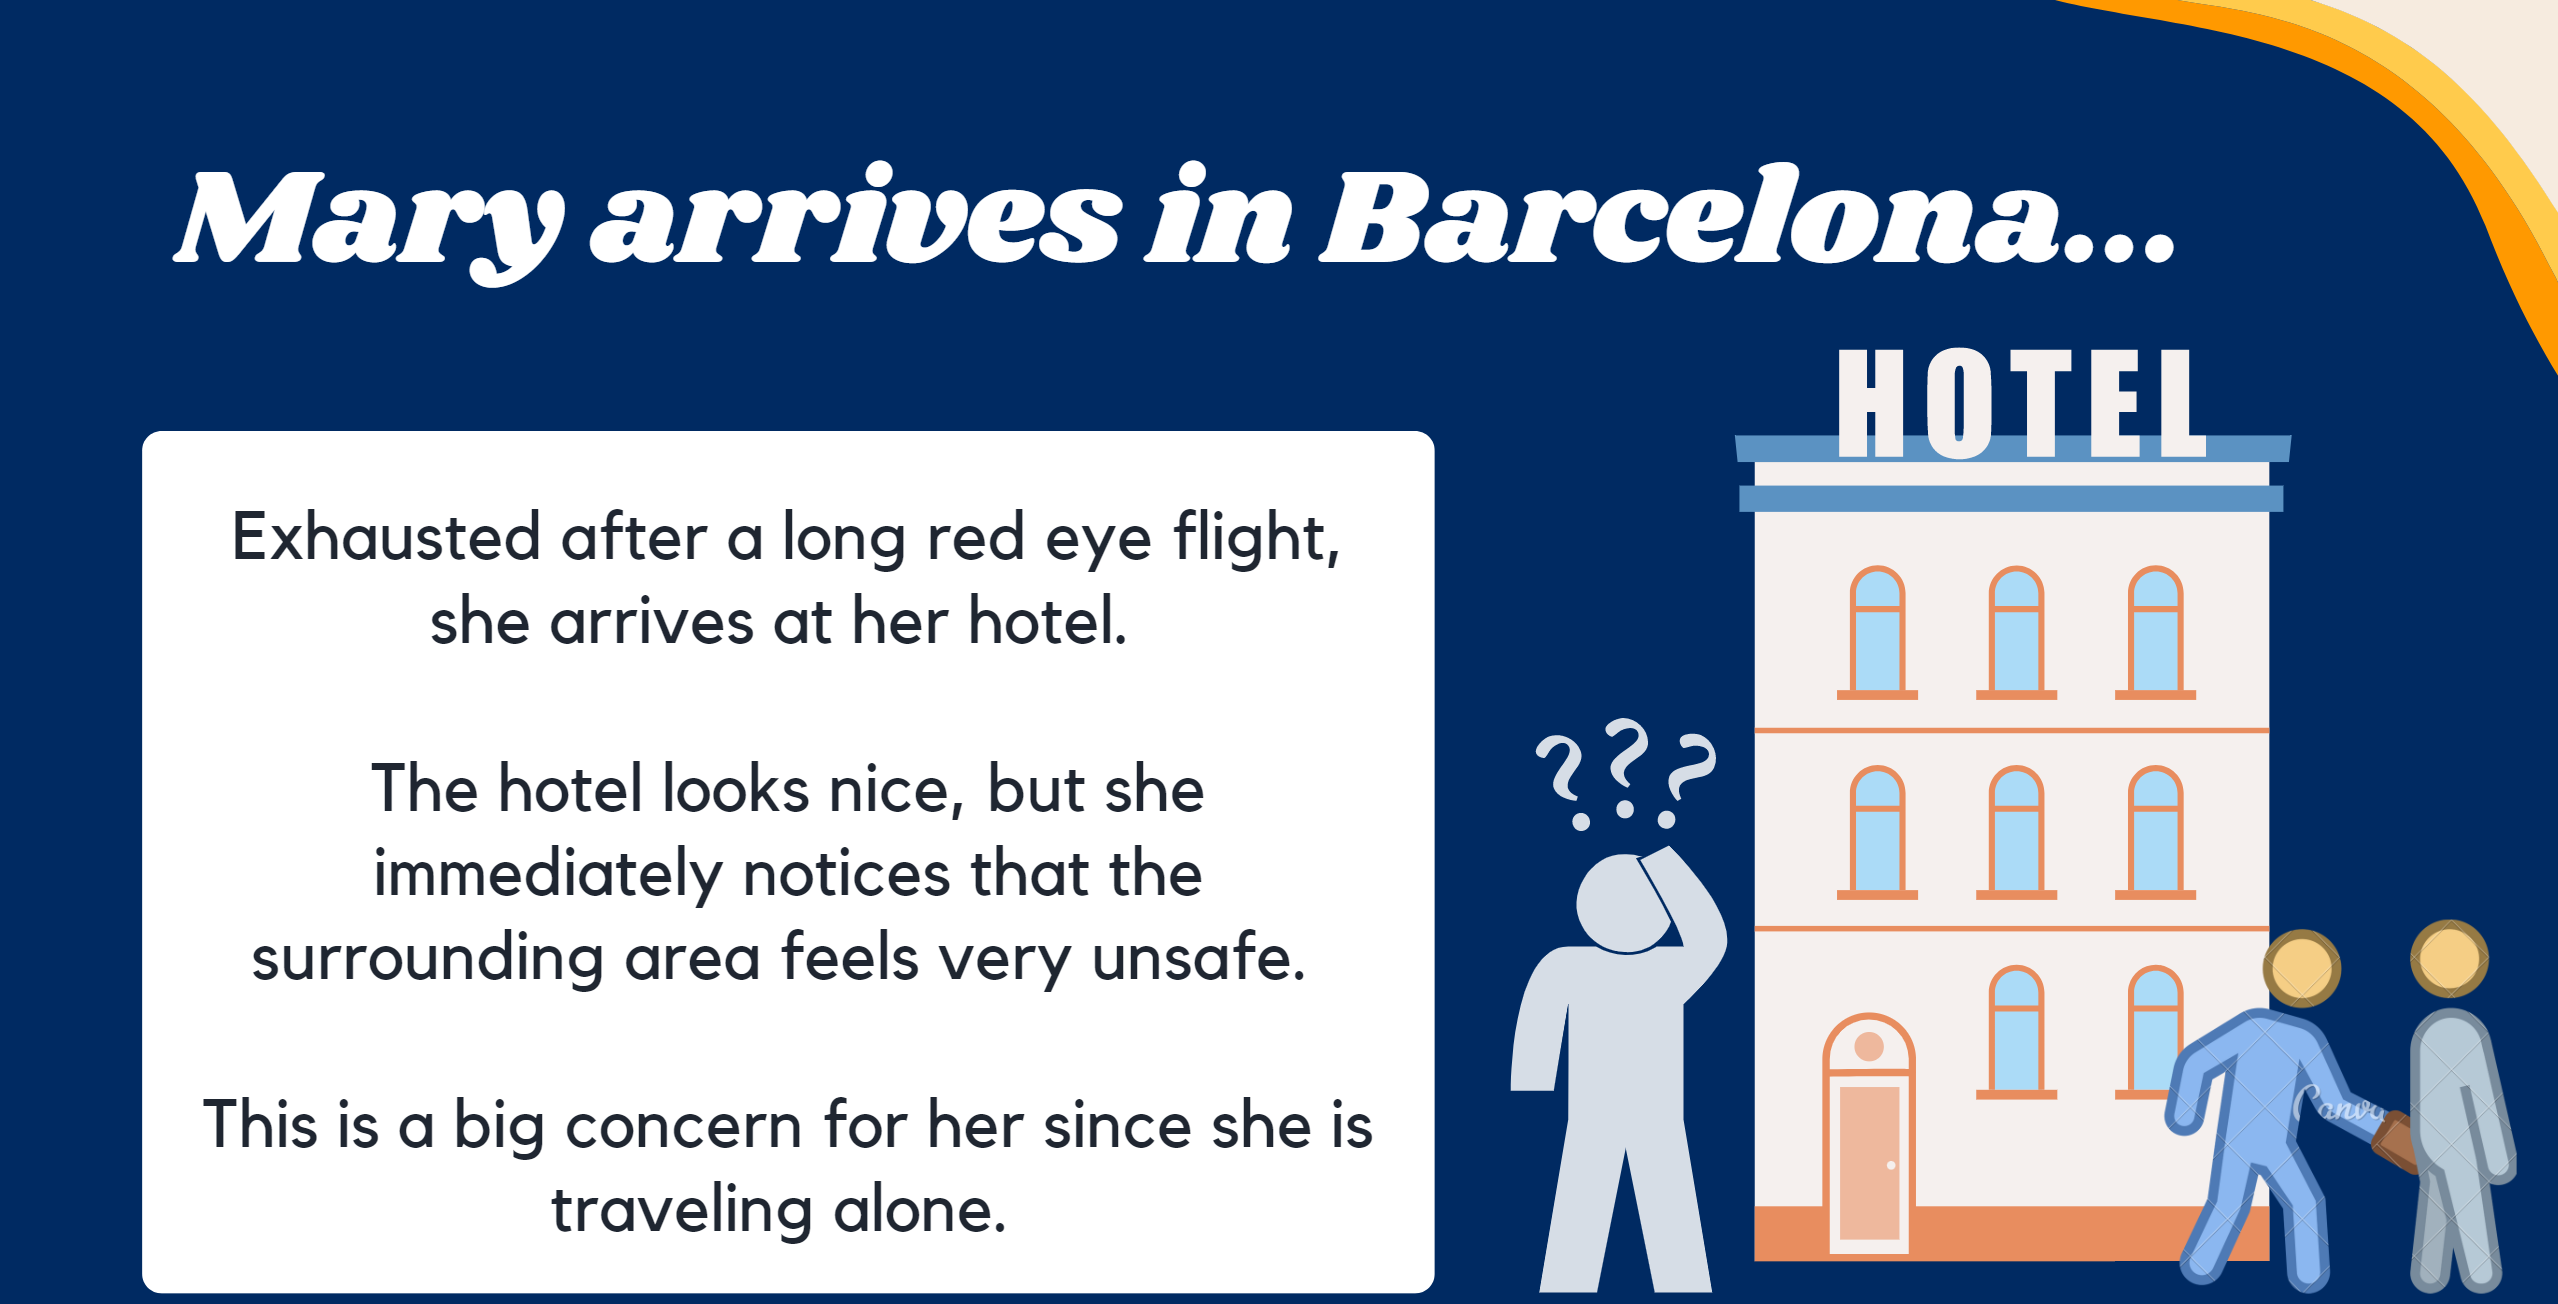 Mary arrives in Barcelona...
HOTEL
Exhausted after a long red eye flight,
she arrives at her hotel.
The hotel looks nice, but she
immediately notices that the
surrounding area feels very unsafe.
This is a big concern for her since she is
traveling alone.
???
Canva